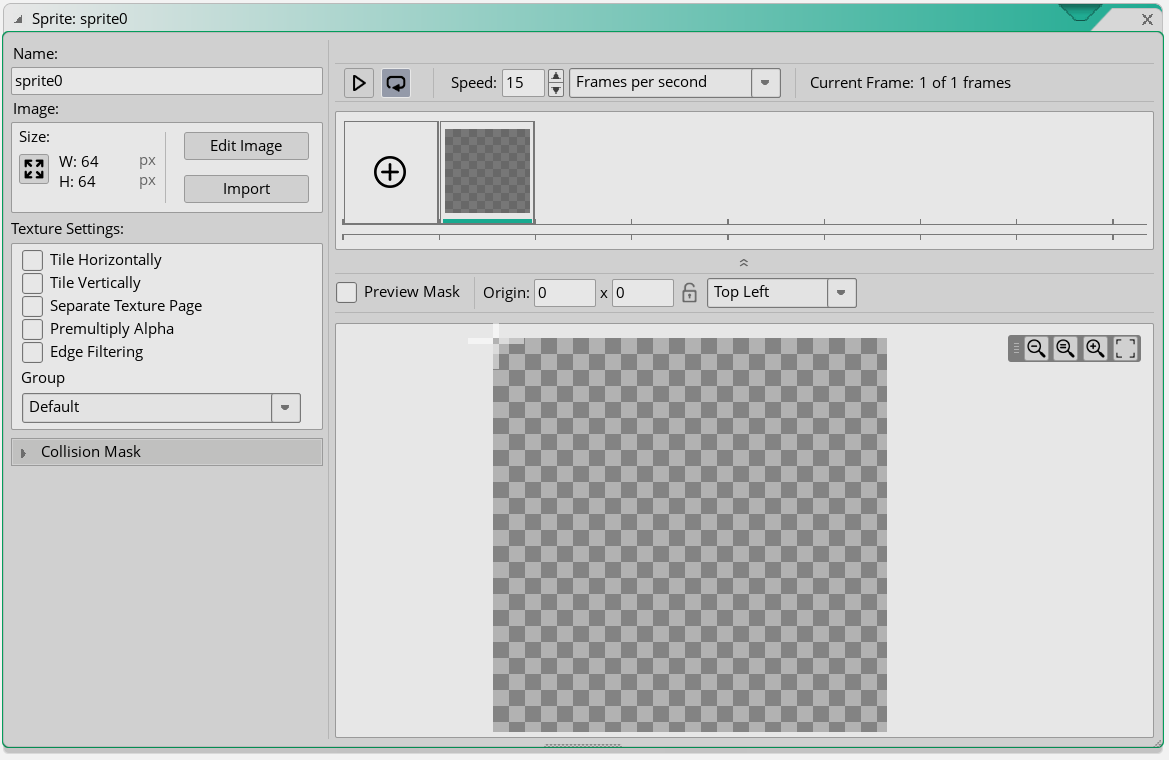 Sprite: sprite0
Name:
sprite0
Image:
Size:
W: 64 px
H: 64 px
Edit Image
Import
Texture Settings:
Tile Horizontally
Tile Vertically
Separate Texture Page
Premultiply Alpha
Edge Filtering
Group
Default
Collision Mask
Speed: 15 Frames per second Current Frame: 1 of 1 frames
Preview Mask Origin: 0 x 0 Top Left